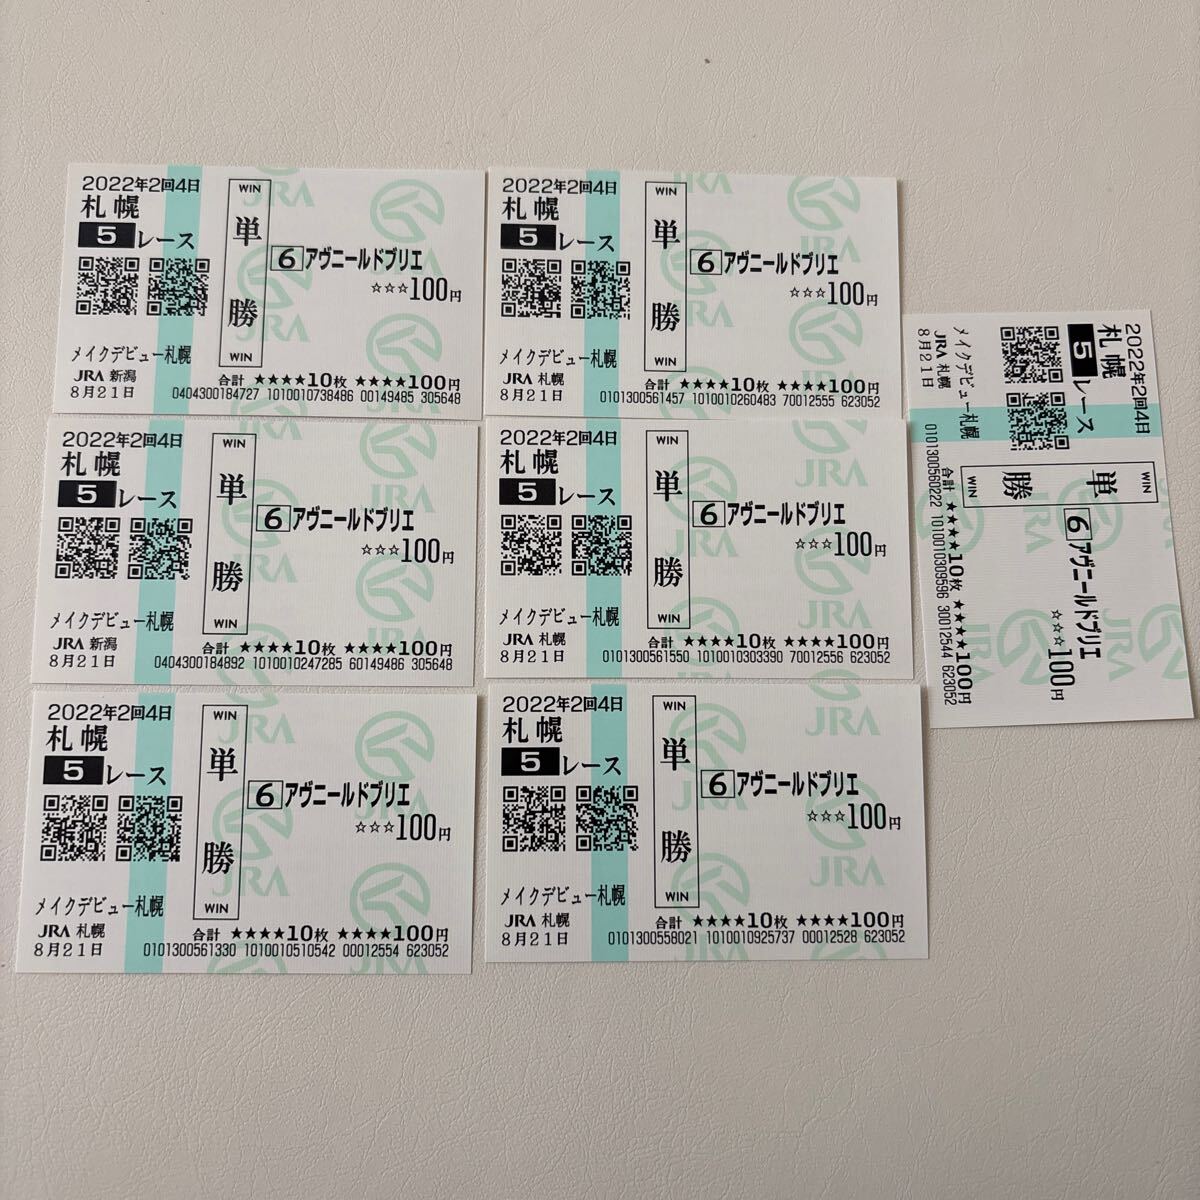 2022年2回4日
札幌
5レース
WIN
単勝
WIN
6 アヴニールドブリエ
☆☆☆100円
メイクデビュー札幌
JRA 新潟
8月21日
合計 ★★★★10枚 ★★★★100円
0404300184727 1010010738486 00149485 305648
JRA
2022年2回4日
札幌
5レース
WIN
単勝
WIN
6 アヴニールドブリエ
☆☆☆100円
メイクデビュー札幌
JRA 札幌
8月21日
合計 ★★★★10枚 ★★★★100円
0101300561457 1010010260483 70012555 623052
JRA
2022年2回4日
札幌
5レース
WIN
単勝
WIN
6 アヴニールドブリエ
☆☆☆100円
メイクデビュー札幌
JRA 札幌
8月21日
合計 ★★★★10枚 ★★★★100円
0101300560222 1010010309596 30012544 623052
JRA
2022年2回4日
札幌
5レース
WIN
単勝
WIN
6 アヴニールドブリエ
☆☆☆100円
メイクデビュー札幌
JRA 新潟
8月21日
合計 ★★★★10枚 ★★★★100円
0404300184892 1010010247285 60149486 305648
JRA
2022年2回4日
札幌
5レース
WIN
単勝
WIN
6 アヴニールドブリエ
☆☆☆100円
メイクデビュー札幌
JRA 札幌
8月21日
合計 ★★★★10枚 ★★★★100円
0101300561550 1010010303390 70012556 623052
JRA
2022年2回4日
札幌
5レース
WIN
単勝
WIN
6 アヴニールドブリエ
☆☆☆100円
メイクデビュー札幌
JRA 札幌
8月21日
合計 ★★★★10枚 ★★★★100円
0101300561330 1010010510542 00012554 623052
JRA
2022年2回4日
札幌
5レース
WIN
単勝
WIN
6 アヴニールドブリエ
☆☆☆100円
メイクデビュー札幌
JRA 札幌
8月21日
合計 ★★★★10枚 ★★★★100円
0101300558021 1010010925737 00012528 623052
JRA